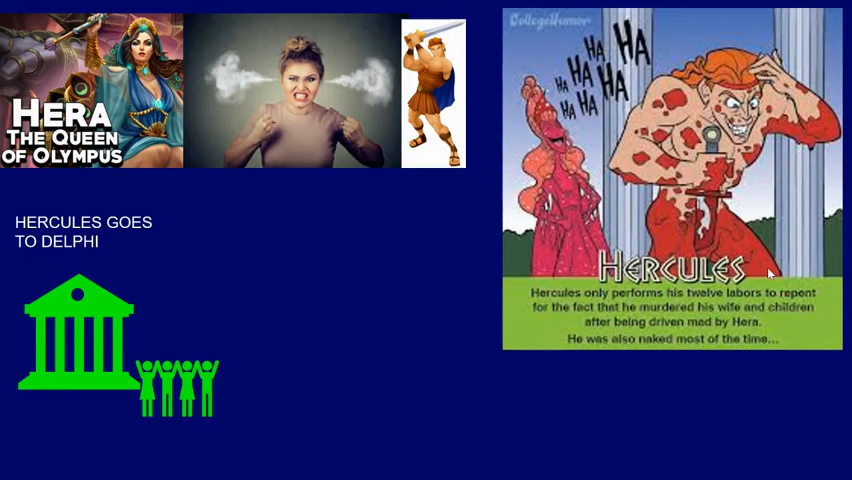 HERA
THE QUEEN
OF OLYMPUS
HERCULES GOES
TO DELPHI
CollegeHumor
HA
HA
HA
HA
HA
HA
HA
HA
HERCULES
Hercules only performs his twelve labors to repent
for the fact that he murdered his wife and children
after being driven mad by Hera.
He was also naked most of the time...